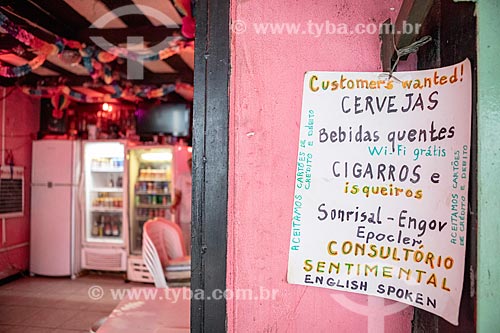 www.tyba.com.br
Customers wanted!
CERVEJAS
Bebidas quentes
Wi-Fi grátis
CIGARROS e
isqueiros
Sonrisal-Engov
Epocler
CONSULTÓRIO
SENTIMENTAL
ENGLISH SPOKEN
ACEITAMOS CARTÕES DE
CRÉDITO E DÉBITO
ACEITAMOS CARTÕES
DE CRÉDITO E DÉBITO
www.tyba.com.br